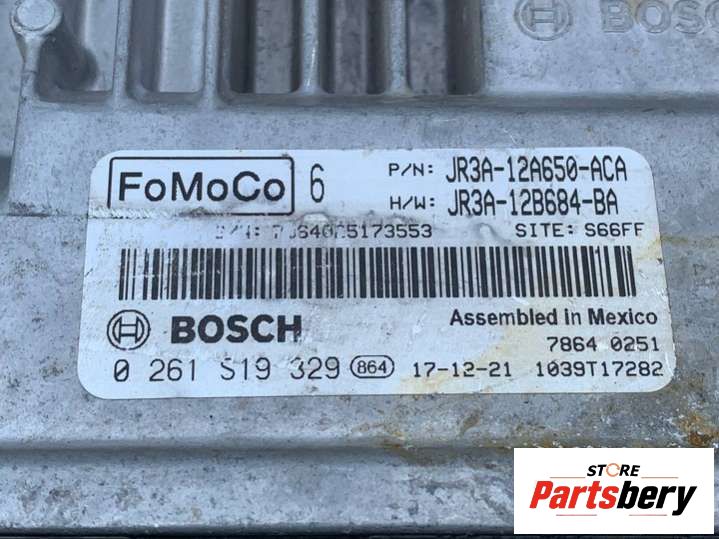 BOSCH
FoMoCo 6 P/N: JR3A-12A650-ACA
H/W: JR3A-12B684-BA
SITE: S66FF
BOSCH Assembled in Mexico
7864 0251
0 261 S19 329 864 17-12-21 1039T17282
STORE
Partsbery